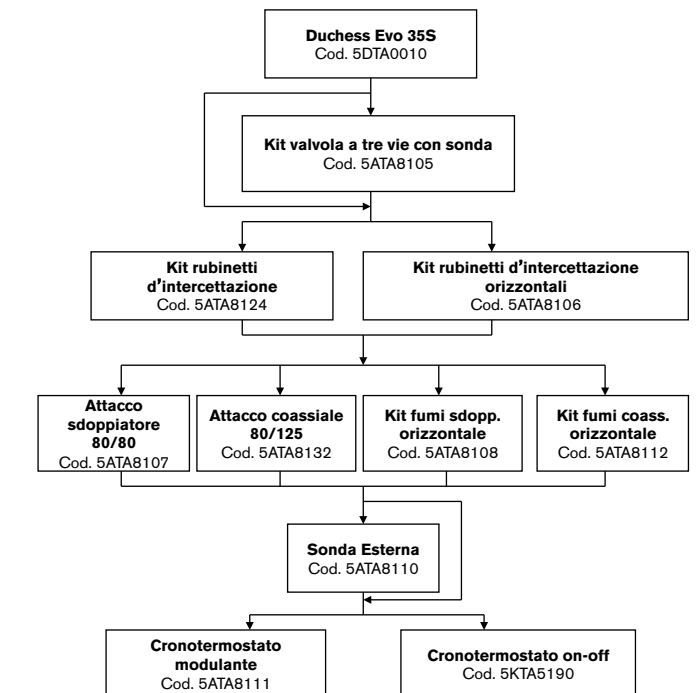 Duchess Evo 35S
Cod. 5DTA0010
Kit valvola a tre vie con sonda
Cod. 5ATA8105
Kit rubinetti
d’intercettazione
Cod. 5ATA8124
Kit rubinetti d’intercettazione
orizzontali
Cod. 5ATA8106
Attacco
sdoppiatore
80/80
Cod. 5ATA8107
Attacco coassiale
80/125
Cod. 5ATA8132
Kit fumi sdopp.
orizzontale
Cod. 5ATA8108
Kit fumi coass.
orizzontale
Cod. 5ATA8112
Sonda Esterna
Cod. 5ATA8110
Cronotermostato
modulante
Cod. 5ATA8111
Cronotermostato on-off
Cod. 5KTA5190